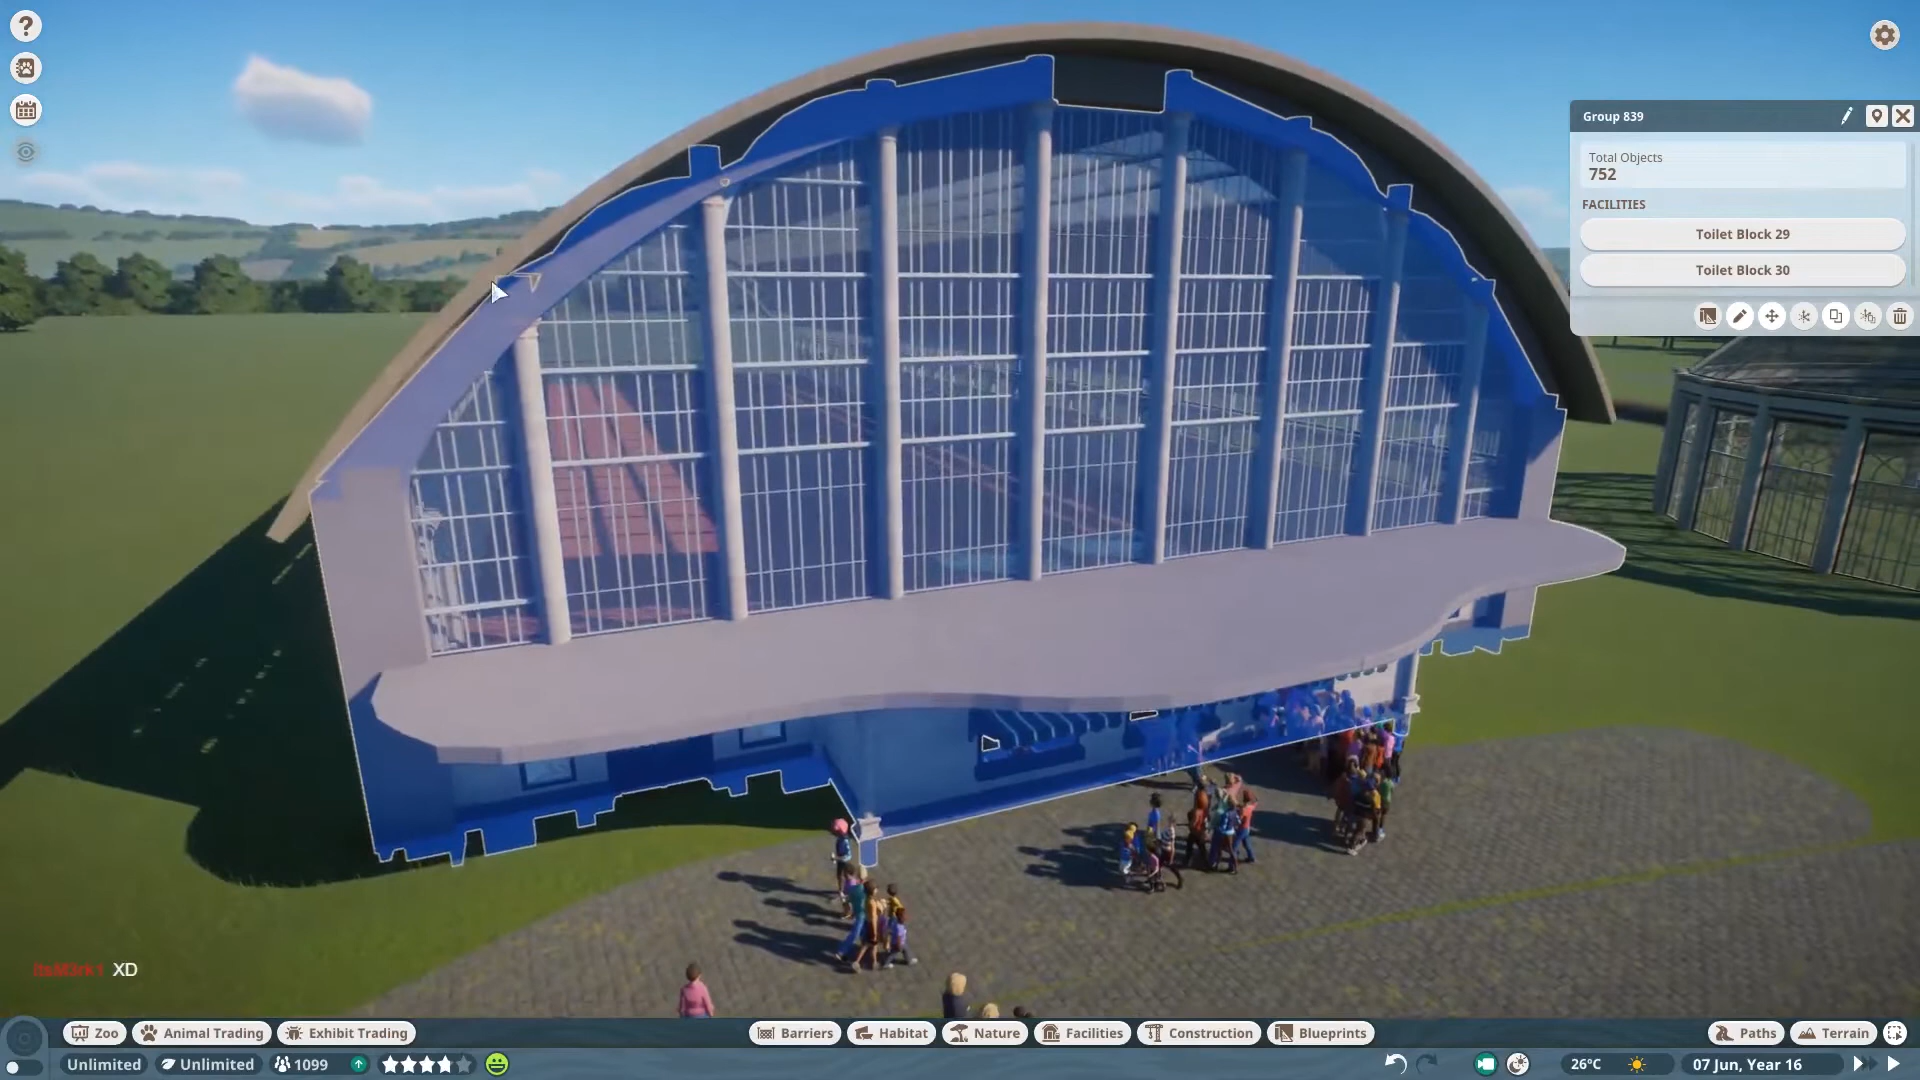 ?
Group 839
Total Objects
752
FACILITIES
Toilet Block 29
Toilet Block 30
ItsM3rk1 XD
Zoo Animal Trading Exhibit Trading Barriers Habitat Nature Facilities Construction Blueprints Paths Terrain
Unlimited Unlimited 1099 26°C 07 Jun, Year 16